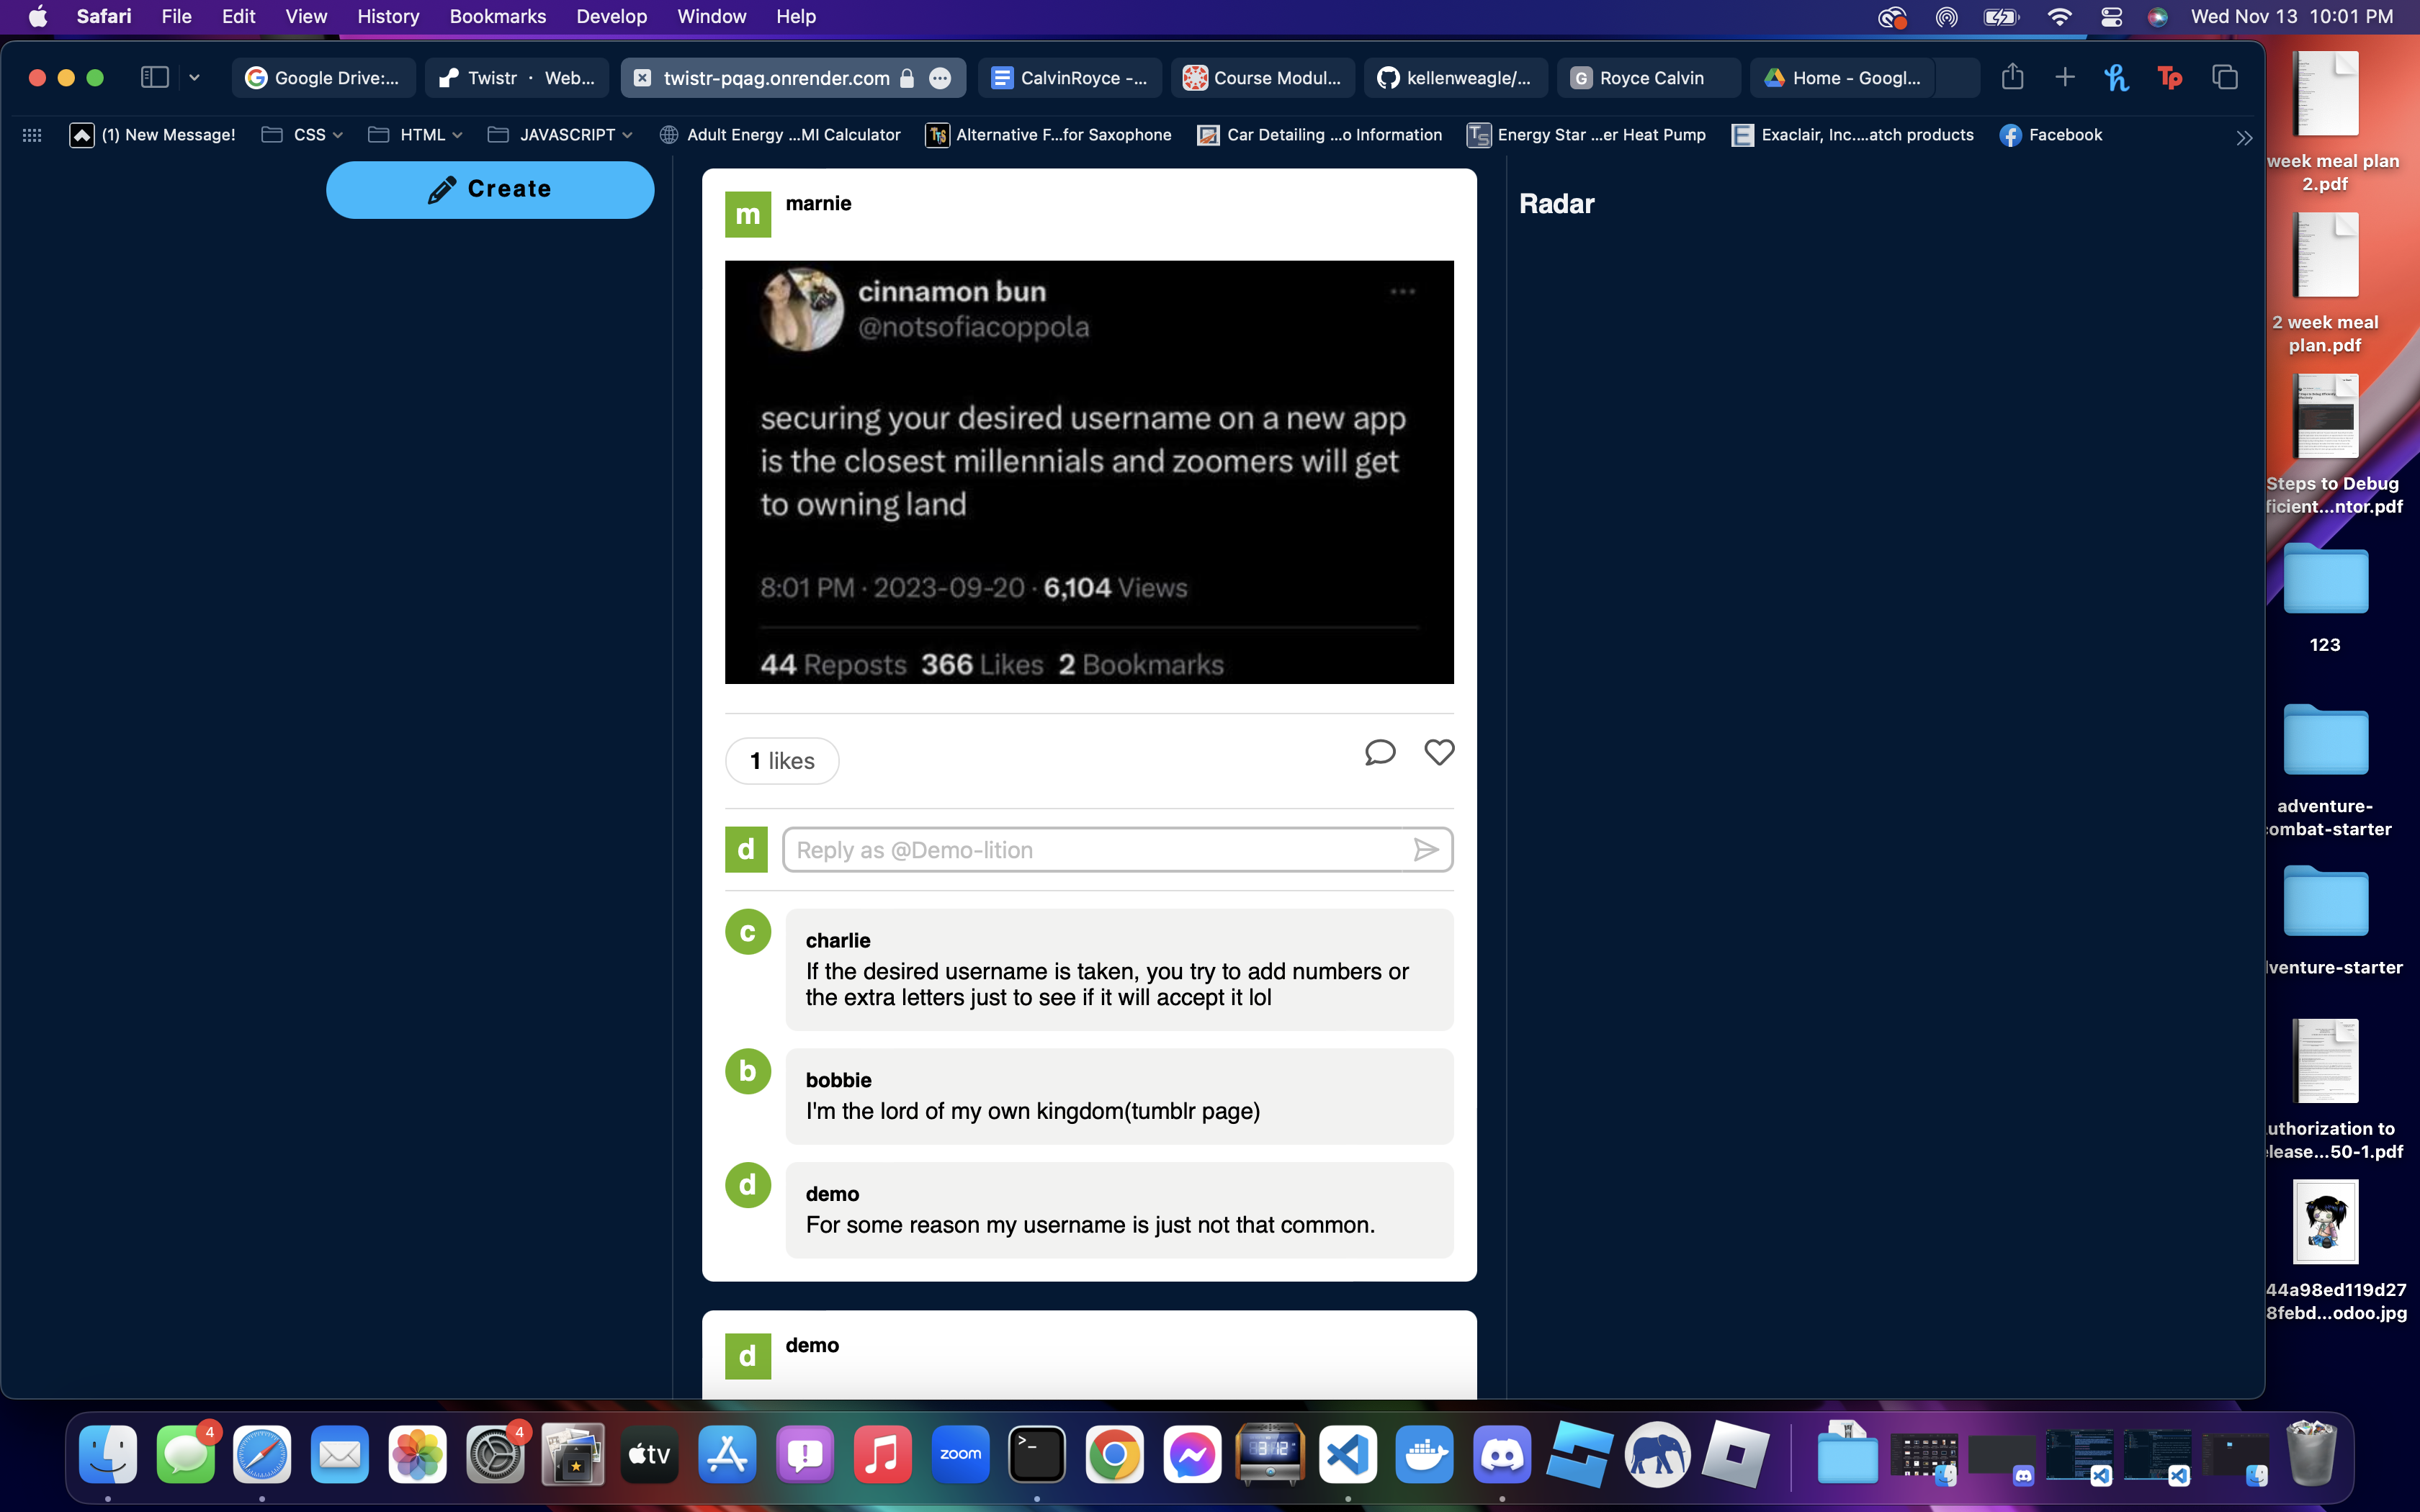 Safari File Edit View History Bookmarks Develop Window Help Wed Nov 13 10:01 PM
Google Drive:... Twistr · Web... twistr-pqag.onrender.com CalvinRoyce -... Course Modul... kellenweagle/... G Royce Calvin Home - Googl...
(1) New Message! CSS HTML JAVASCRIPT Adult Energy ...MI Calculator Alternative F...for Saxophone Car Detailing ...o Information TS Energy Star ...er Heat Pump E Exaclair, Inc....atch products Facebook
Create
m marnie
cinnamon bun
@notsofiacoppola
securing your desired username on a new app
is the closest millennials and zoomers will get
to owning land
8:01 PM · 2023-09-20 · 6,104 Views
44 Reposts 366 Likes 2 Bookmarks
1 likes
d Reply as @Demo-lition
c charlie
If the desired username is taken, you try to add numbers or
the extra letters just to see if it will accept it lol
b bobbie
I'm the lord of my own kingdom(tumblr page)
d demo
For some reason my username is just not that common.
d demo
Radar
week meal plan
2.pdf
2 week meal
plan.pdf
Steps to Debug
ficient...ntor.pdf
123
adventure-
ombat-starter
venture-starter
uthorization to
lease...50-1.pdf
44a98ed119d27
8febd...odoo.jpg
4 4 tv zoom